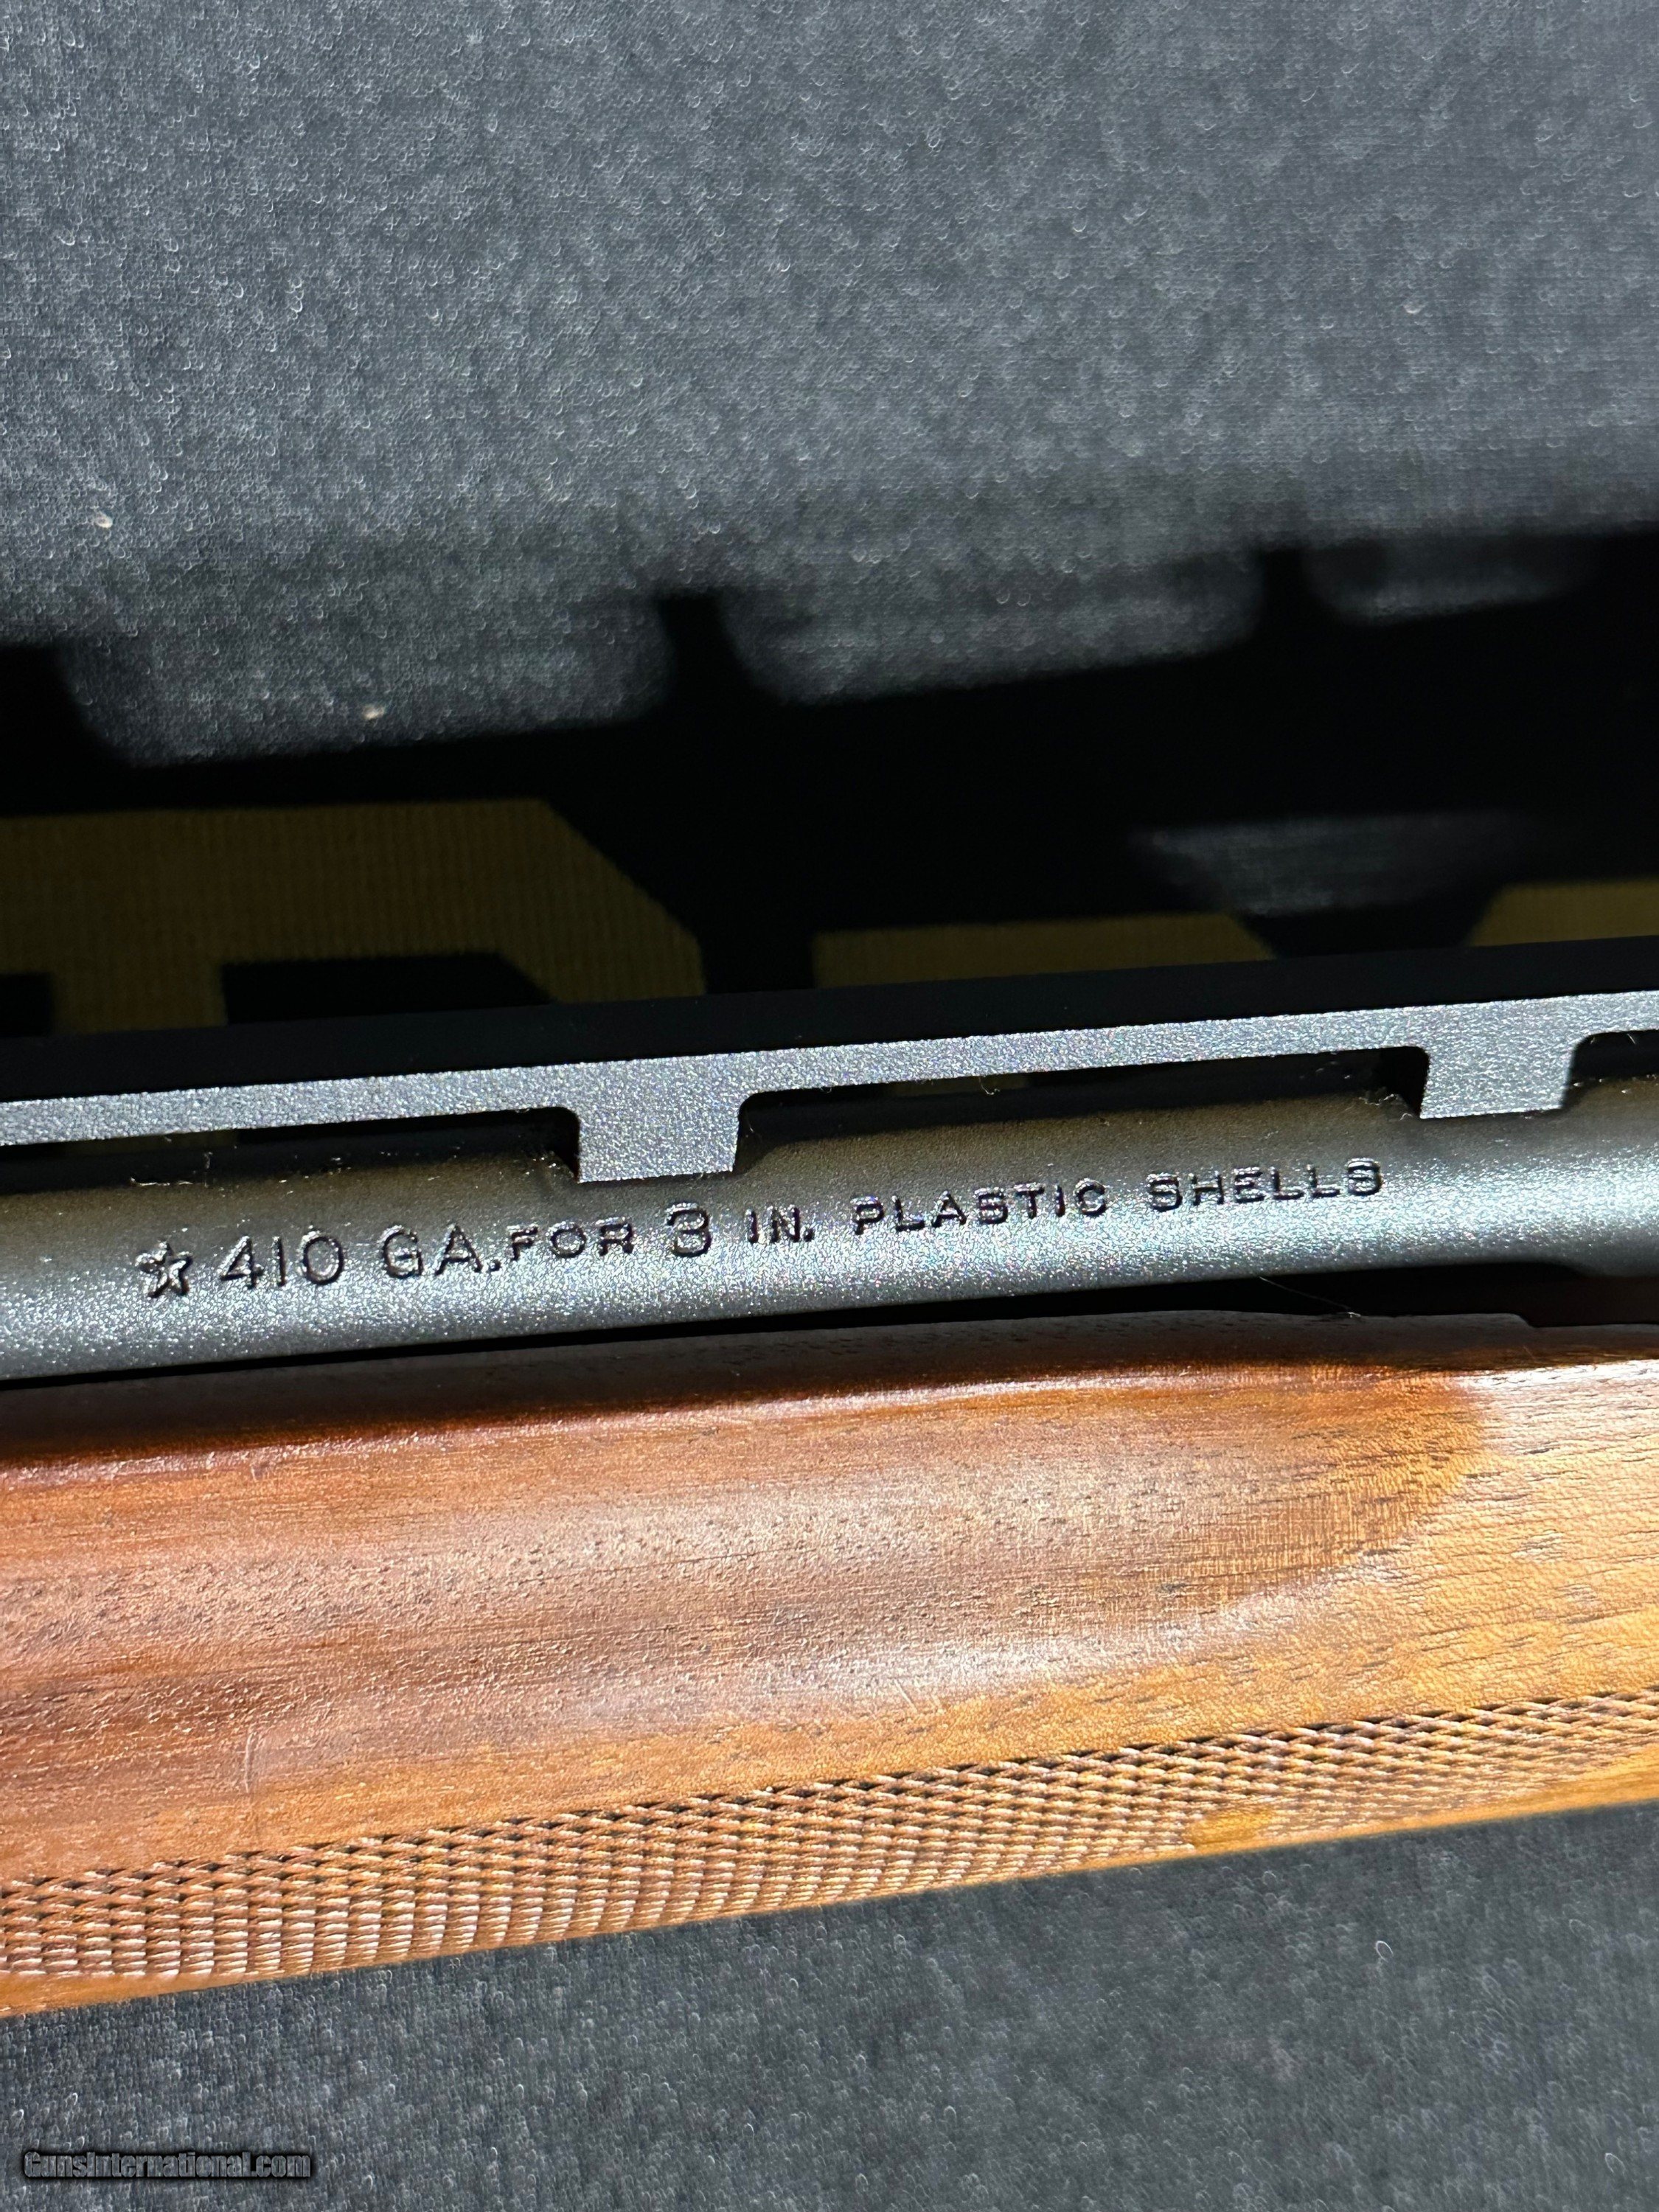 ☆410 GA. FOR 3 IN. PLASTIC SHELLS
GunsInternational.com